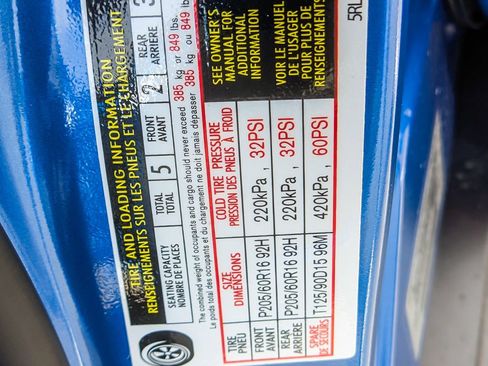 TIRE AND LOADING INFORMATION
RENSEIGNEMENTS SUR LES PNEUS ET LE CHARGEMENT
SEATING CAPACITY
NOMBRE DE PLACES
TOTAL
TOTAL
5
FRONT
AVANT
2
REAR
ARRIÈRE
3
The combined weight of occupants and cargo should never exceed 385 kg or 849 lbs.
Le poids total des occupants et du chargement ne doit jamais dépasser 385 kg ou 849 lb
TIRE
PNEU
SIZE
DIMENSIONS
COLD TIRE PRESSURE
PRESSION DES PNEUS À FROID
FRONT
AVANT
P205/60R16 92H
220kPa , 32PSI
REAR
ARRIÈRE
P205/60R16 92H
220kPa , 32PSI
SPARE
DE SECOURS
T125/90D15 96M
420kPa , 60PSI
SEE OWNER'S
MANUAL FOR
ADDITIONAL
INFORMATION
VOIR LE MANUEL
DE L'USAGER
POUR PLUS DE
RENSEIGNEMENTS
5RL